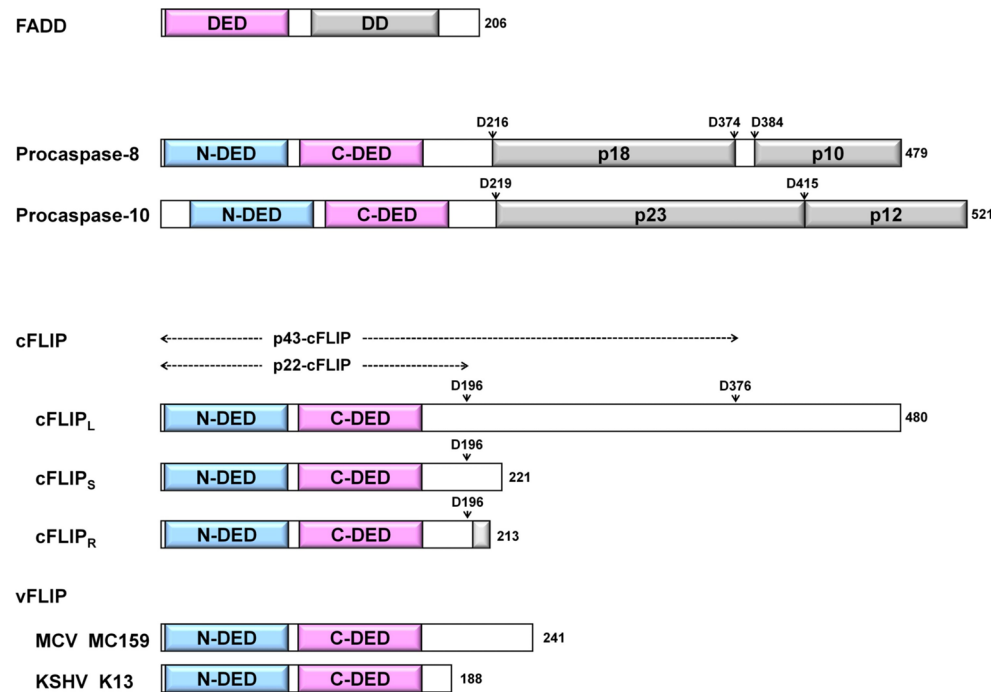 FADD DED DD 206
D216 D374 D384
Procaspase-8 N-DED C-DED p18 p10 479
D219 D415
Procaspase-10 N-DED C-DED p23 p12 521
cFLIP p43-cFLIP
p22-cFLIP
D196 D376
cFLIPL N-DED C-DED 480
D196
cFLIPS N-DED C-DED 221
D196
cFLIPR N-DED C-DED 213
vFLIP
MCV MC159 N-DED C-DED 241
KSHV K13 N-DED C-DED 188